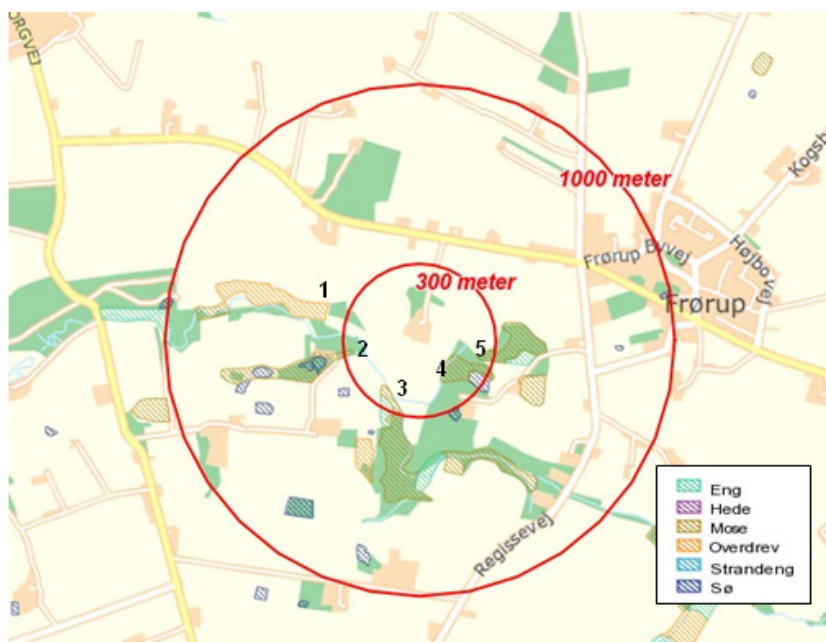 ORGVEJ
1000 meter
Kogsb
Frørup Byvej
Højbovej
300 meter
Frørup
1
2
5
4
3
Regissevej
Eng
Hede
Mose
Overdrev
Strandeng
Sø